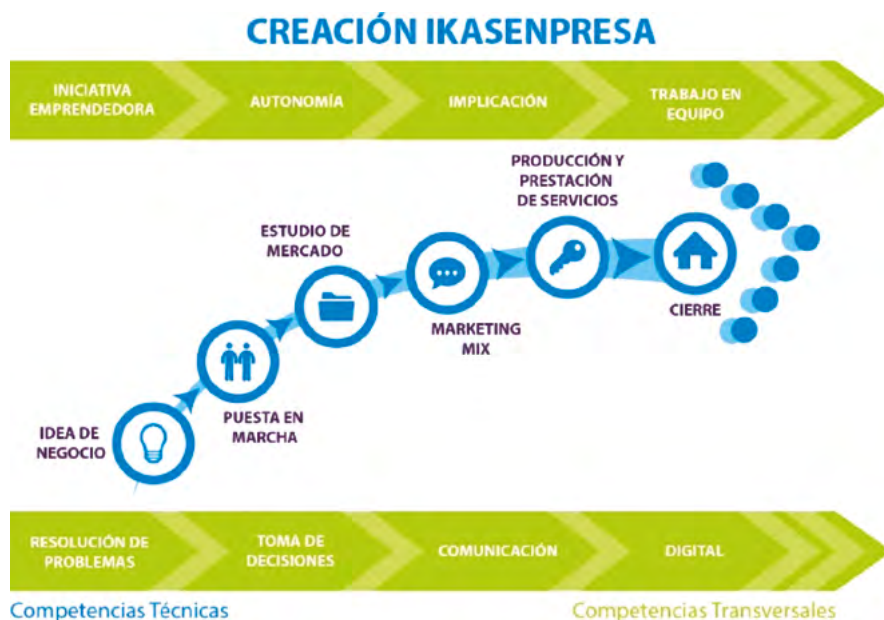 CREACIÓN IKASENPRESA
INICIATIVA
EMPRENDEDORA
AUTONOMÍA
IMPLICACIÓN
TRABAJO EN
EQUIPO
PRODUCCIÓN Y
PRESTACIÓN
DE SERVICIOS
ESTUDIO DE
MERCADO
CIERRE
MARKETING
MIX
PUESTA EN
MARCHA
IDEA DE
NEGOCIO
RESOLUCIÓN DE
PROBLEMAS
TOMA DE
DECISIONES
COMUNICACIÓN
DIGITAL
Competencias Técnicas
Competencias Transversales